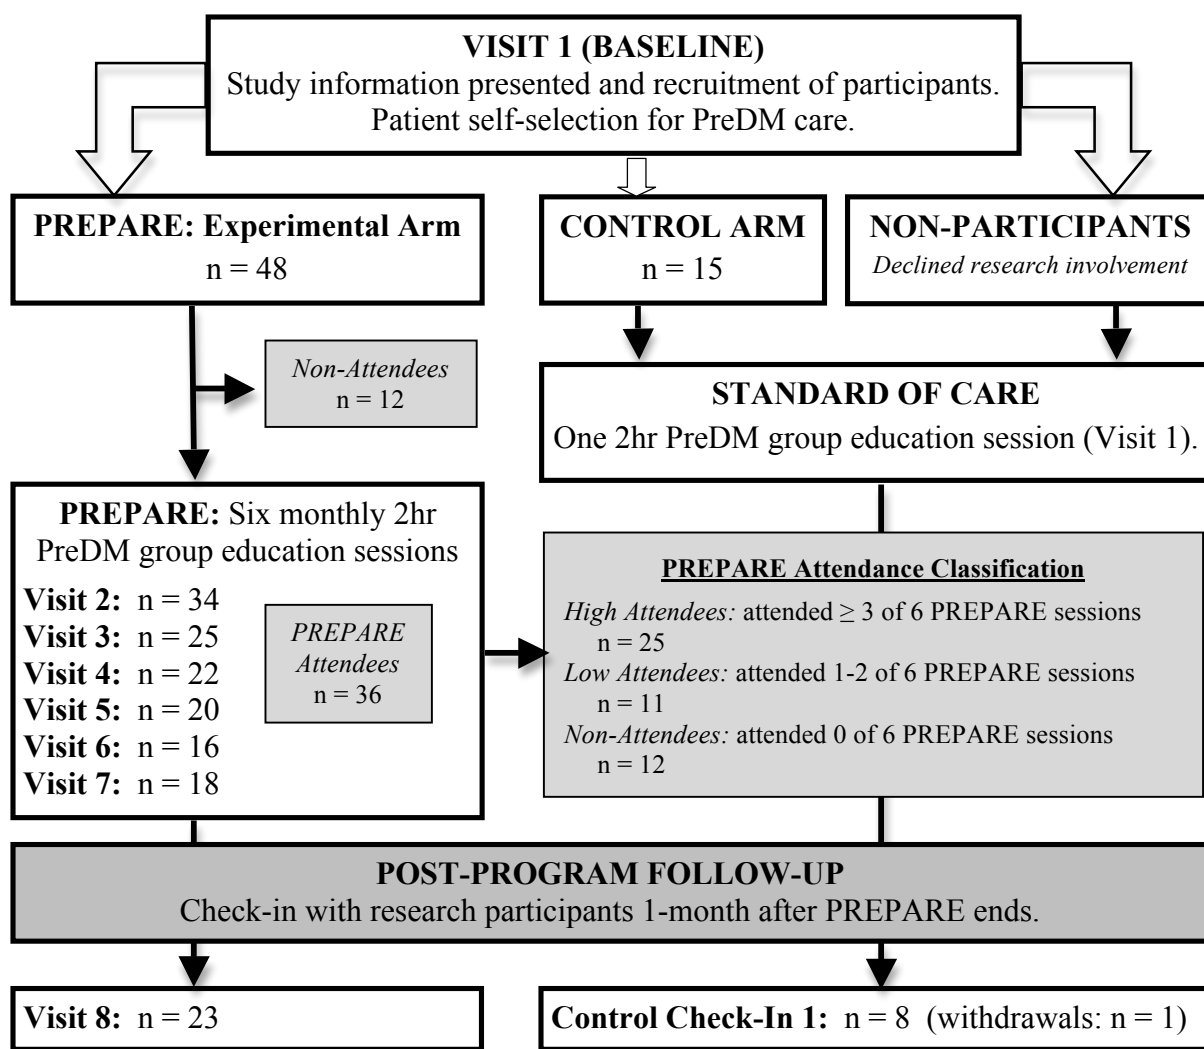 VISIT 1 (BASELINE)
Study information presented and recruitment of participants.
Patient self-selection for PreDM care.
PREPARE: Experimental Arm
n = 48
CONTROL ARM
n = 15
NON-PARTICIPANTS
Declined research involvement
Non-Attendees
n = 12
STANDARD OF CARE
One 2hr PreDM group education session (Visit 1).
PREPARE: Six monthly 2hr
PreDM group education sessions
Visit 2: n = 34
Visit 3: n = 25
Visit 4: n = 22
Visit 5: n = 20
Visit 6: n = 16
Visit 7: n = 18
PREPARE
Attendees
n = 36
PREPARE Attendance Classification
High Attendees: attended ≥ 3 of 6 PREPARE sessions
n = 25
Low Attendees: attended 1-2 of 6 PREPARE sessions
n = 11
Non-Attendees: attended 0 of 6 PREPARE sessions
n = 12
POST-PROGRAM FOLLOW-UP
Check-in with research participants 1-month after PREPARE ends.
Visit 8: n = 23
Control Check-In 1: n = 8 (withdrawals: n = 1)